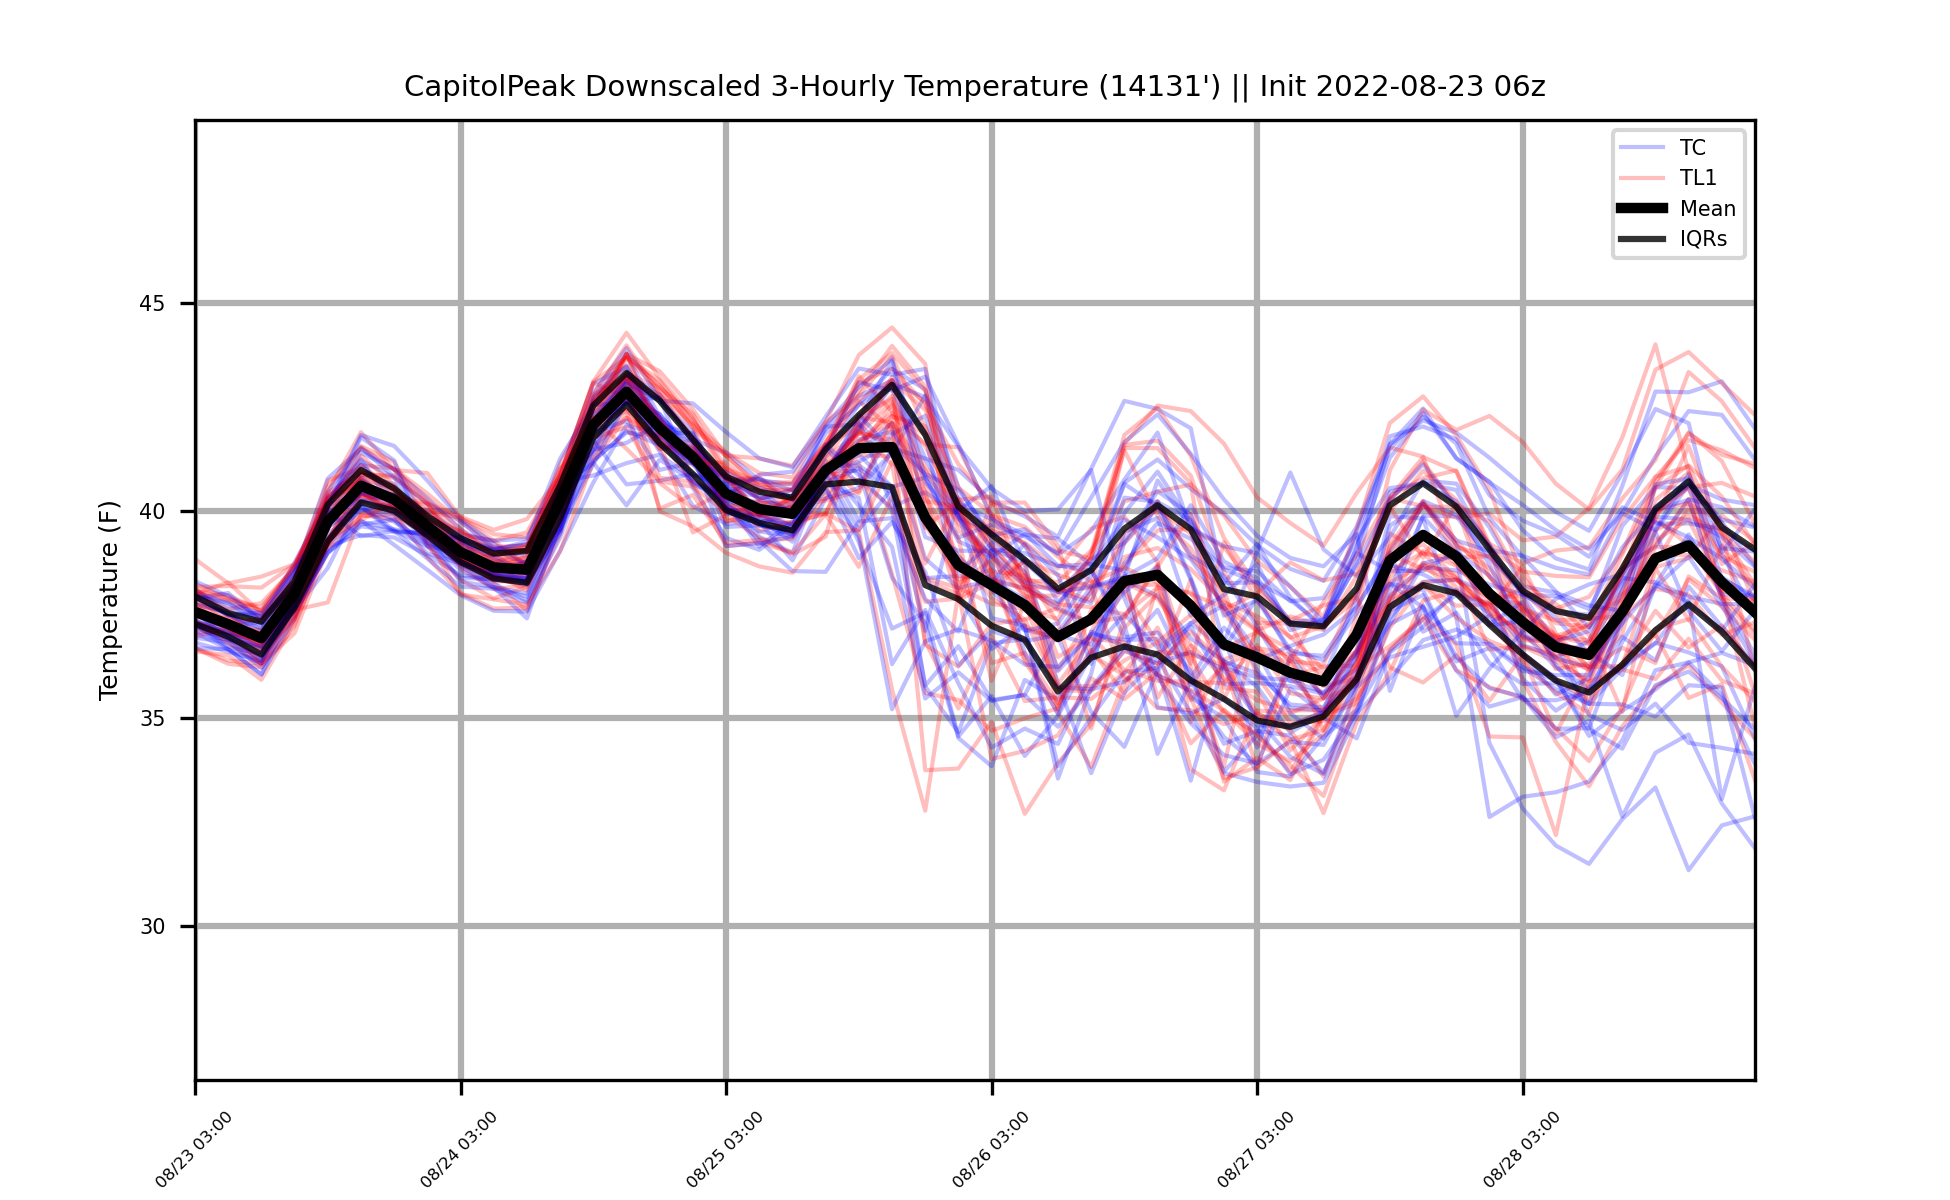 CapitolPeak Downscaled 3-Hourly Temperature (14131') || Init 2022-08-23 06z
TC
TL1
Mean
IQRs
Temperature (F)
45
40
35
30
08/23 03:00
08/24 03:00
08/25 03:00
08/26 03:00
08/27 03:00
08/28 03:00